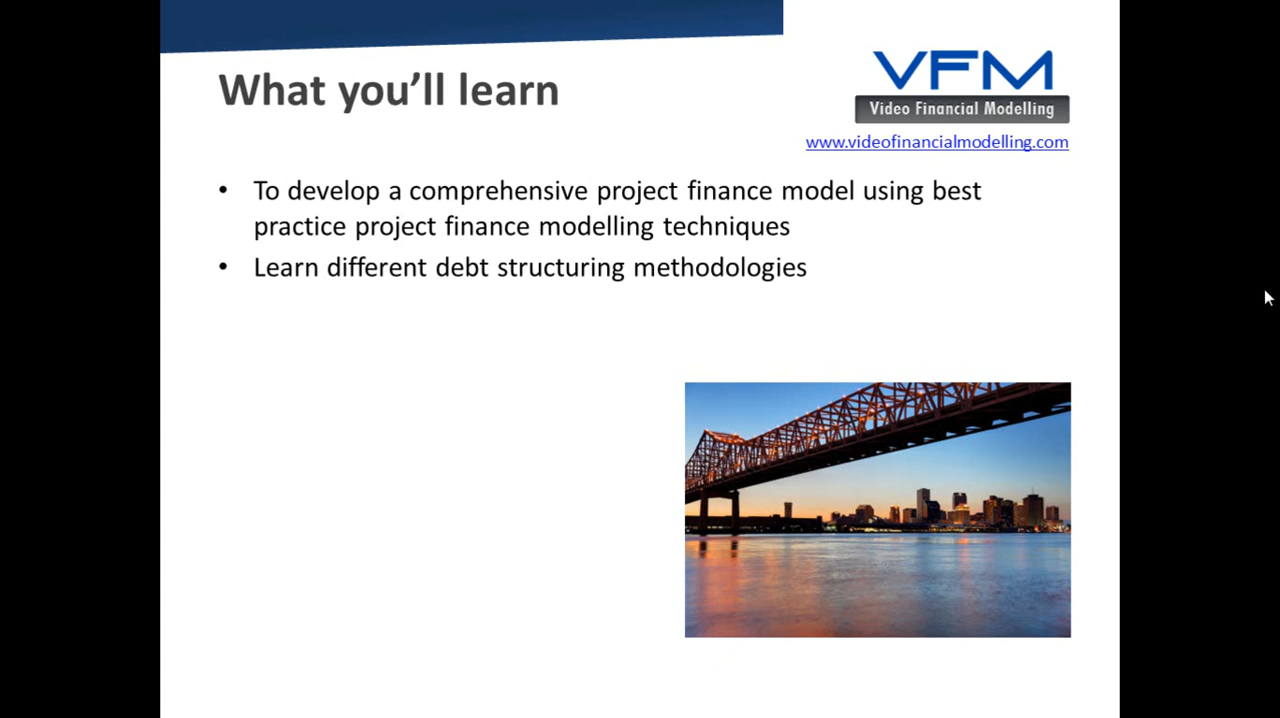 What you’ll learn
VFM
Video Financial Modelling
www.videofinancialmodelling.com
• To develop a comprehensive project finance model using best
practice project finance modelling techniques
• Learn different debt structuring methodologies